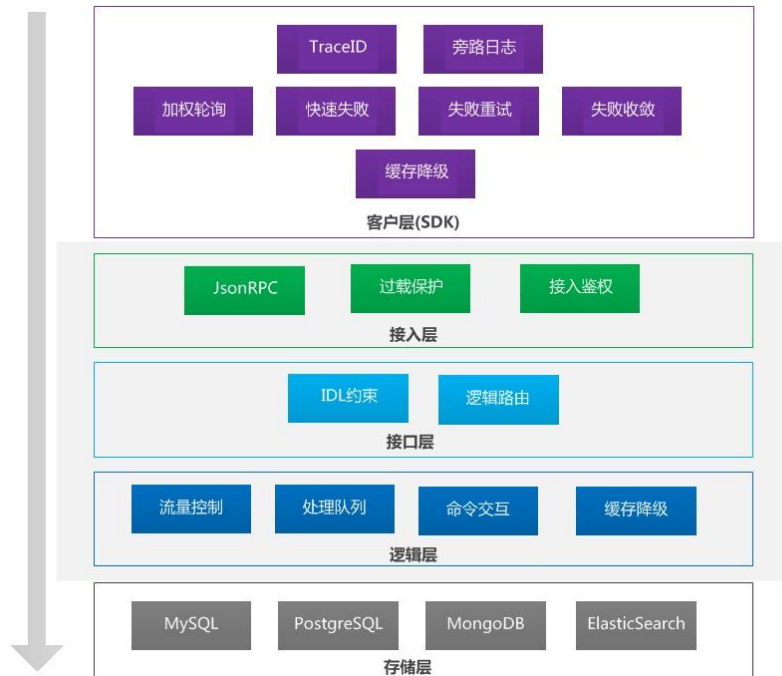 TraceID 旁路日志
加权轮询 快速失败 失败重试 失败收敛
缓存降级
客户层(SDK)
JsonRPC 过载保护 接入鉴权
接入层
IDL约束 逻辑路由
接口层
流量控制 处理队列 命令交互 缓存降级
逻辑层
MySQL PostgreSQL MongoDB ElasticSearch
存储层